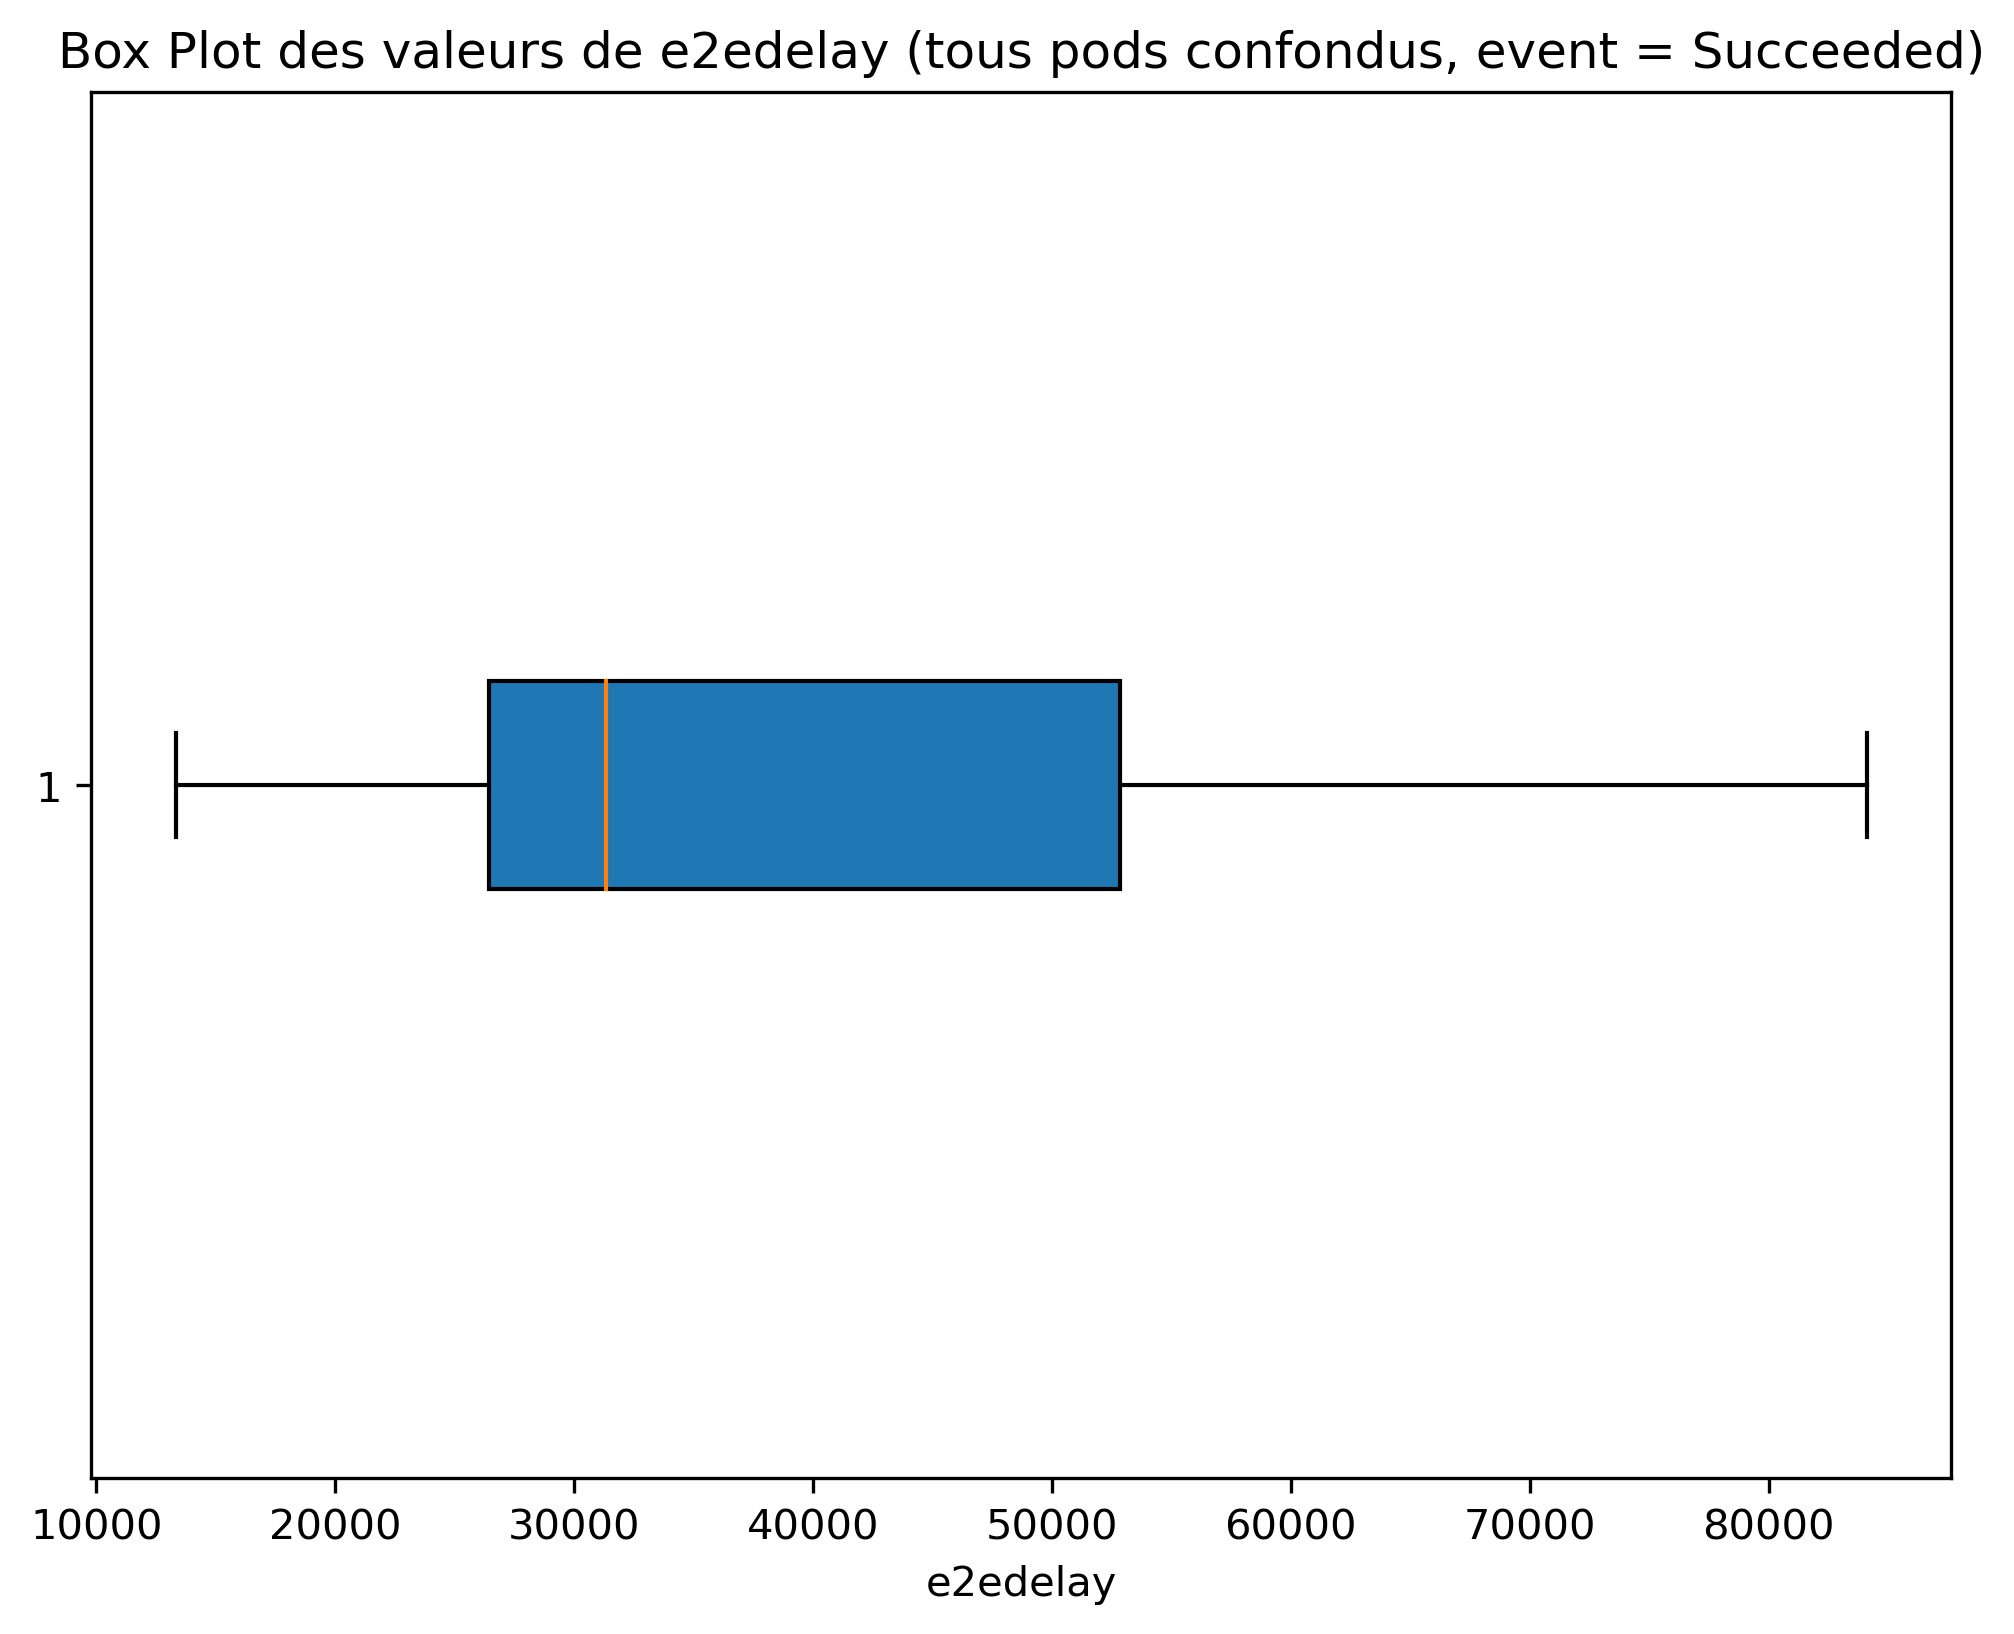 Box Plot des valeurs de e2edelay (tous pods confondus, event = Succeeded)
1
10000 20000 30000 40000 50000 60000 70000 80000
e2edelay